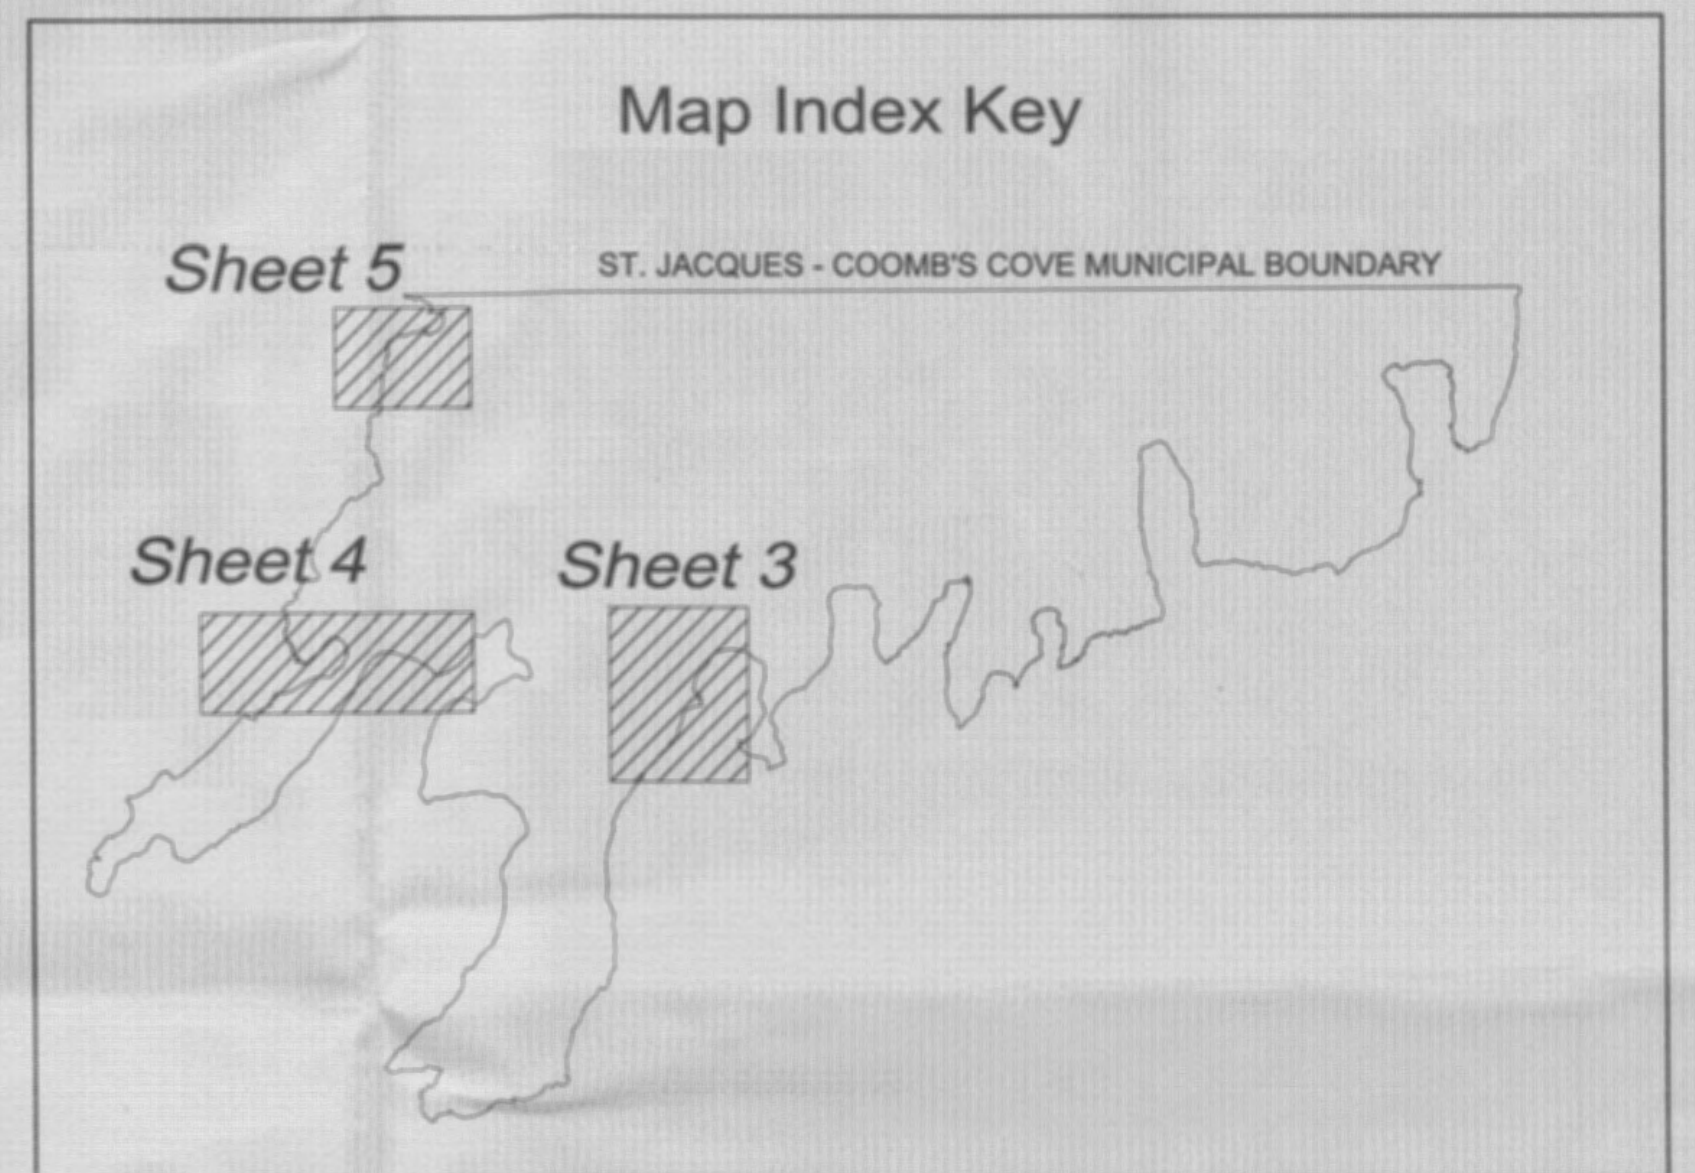 Map Index Key
Sheet 5
ST. JACQUES - COOMB'S COVE MUNICIPAL BOUNDARY
Sheet 4
Sheet 3